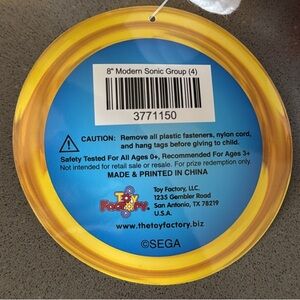 8" Modern Sonic Group (4)
3771150
CAUTION: Remove all plastic fasteners, nylon cord,
and hang tags before giving to child.
Safety Tested For All Ages 0+, Recommended For Ages 3+
Not intended for retail sale or resale. For prize redemption only.
MADE & PRINTED IN CHINA
Toy Factory
Toy Factory, LLC.
1235 Gembler Road
San Antonio, TX 78219
U.S.A.
www.thetoyfactory.biz
©SEGA